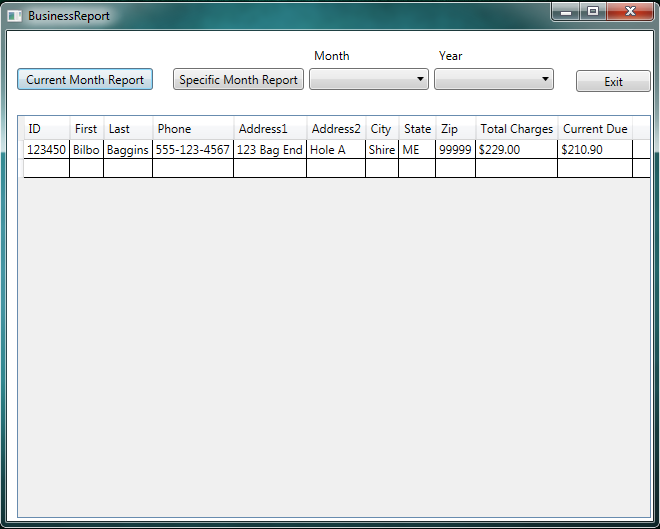 BusinessReport
Month Year
Current Month Report Specific Month Report Exit
ID First Last Phone Address1 Address2 City State Zip Total Charges Current Due
123450 Bilbo Baggins 555-123-4567 123 Bag End Hole A Shire ME 99999 $229.00 $210.90